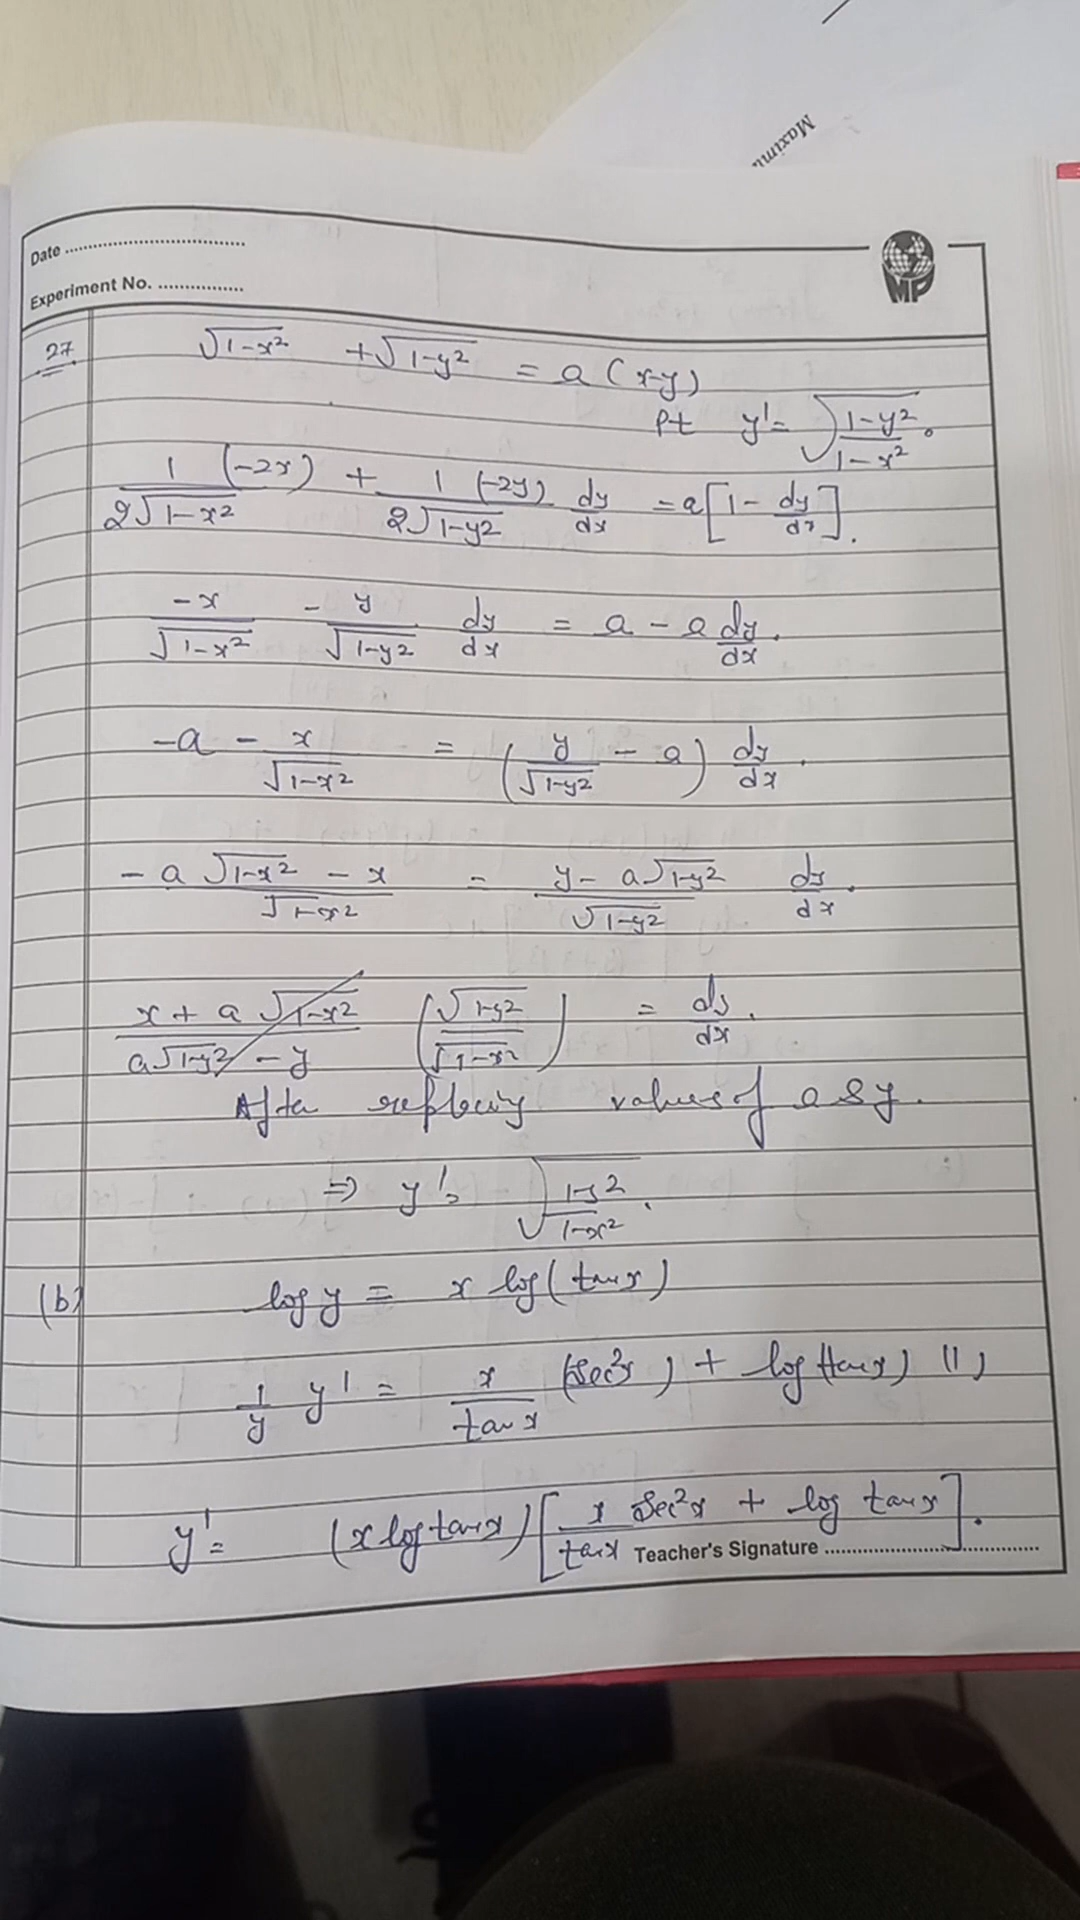 Maximu
Date ....................................
MP
Experiment No. .................
27 √1-x² + √1-y² = a(x-y)
Pt y' = √(1-y²/1-x²).
1/2√1-x² (-2x) + 1/2√1-y² (-2y) dy/dx = a[1 - dy/dx].
-x/√1-x² - y/√1-y² dy/dx = a - a dy/dx.
-a - x/√1-x² = (y/√1-y² - a) dy/dx.
-a√1-x² - x/√1-x² = y - a√1-y²/√1-y² dy/dx.
x + a√1-x²/a√1-y² - y (√1-y²/√1-x²) = dy/dx.
After replacing values of a & y.
⇒ y' = √(1-y²/1-x²).
(b) log y = x log(tan x)
1/y y' = x/tan x (sec²x) + log(tan x) (1)
y' = (x log tan x) [x sec²x/tan x + log tan x].
Teacher's Signature ......................................